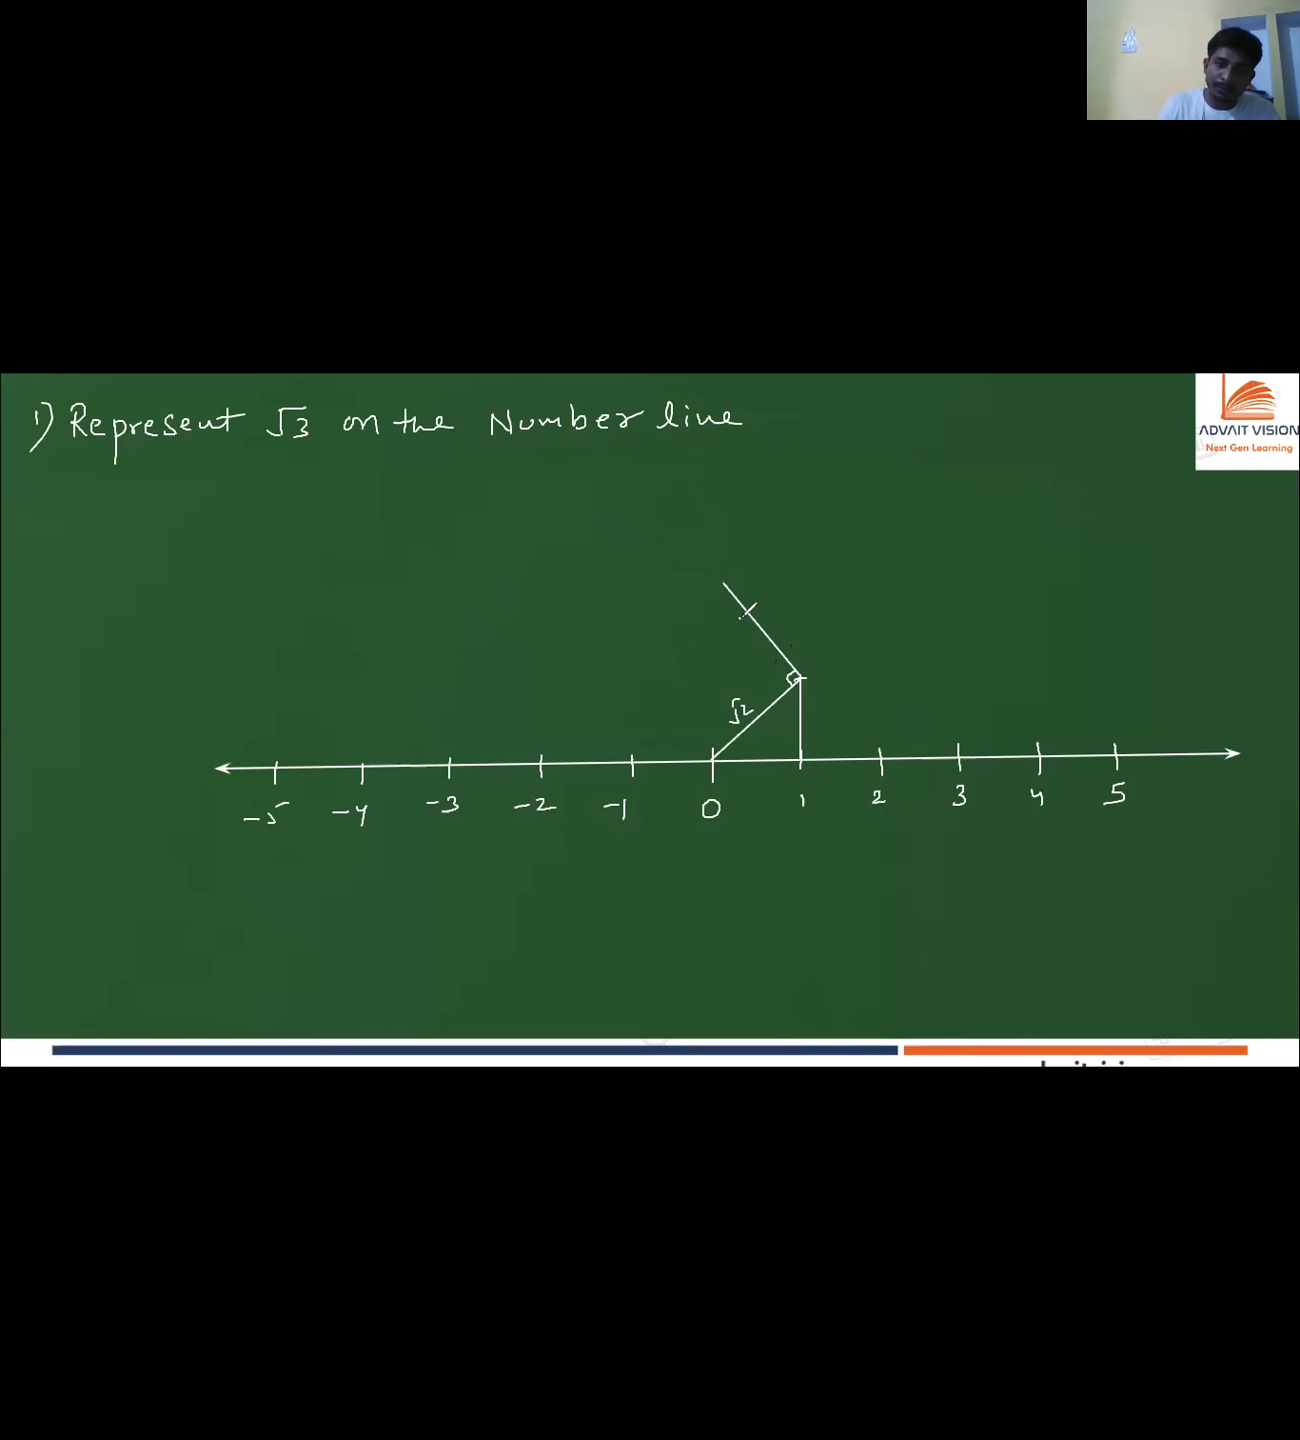 1) Represent √3 on the Number line
ADVAIT VISION
Next Gen Learning
√2
-5 -4 -3 -2 -1 0 1 2 3 4 5